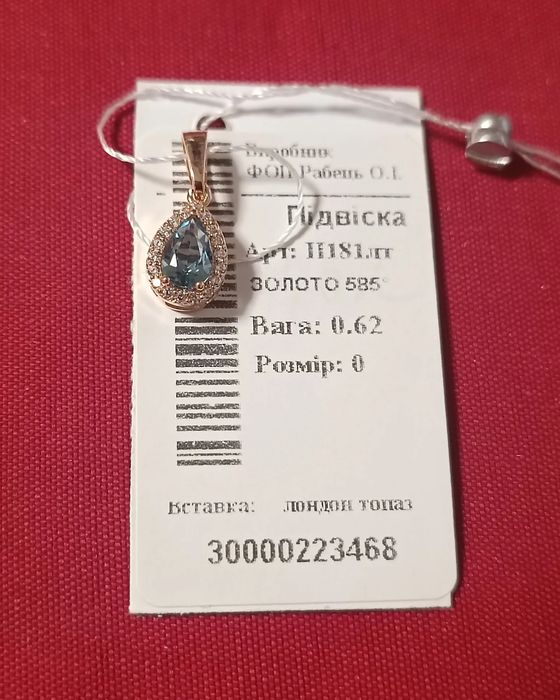 Виробник
ФОП Рабець О.І.
Підвіска
Арт: П181лт
ЗОЛОТО 585°
Вага: 0.62
Розмір: 0
Вставка: лондон топаз
30000223468